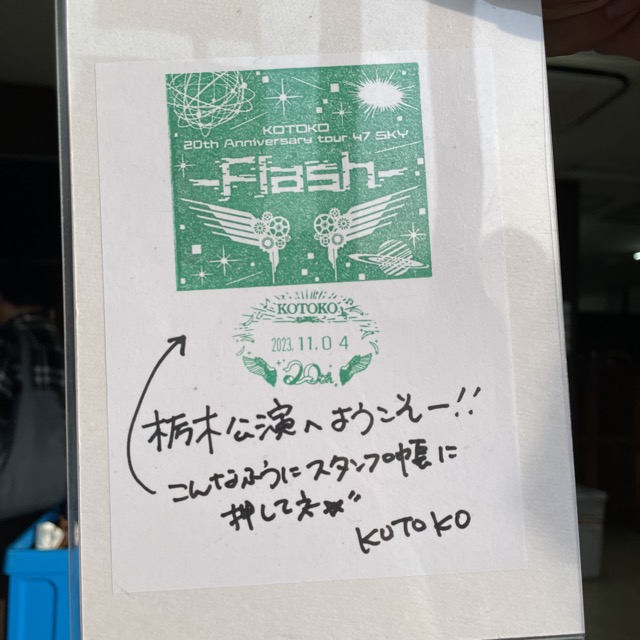 KOTOKO
20th Anniversary tour 47 SKY
-Flash-
KOTOKO
2023.11.04
20th
栃木公演へようこそー!!
こんなふうにスタンプ帳に
押してネ
KOTOKO